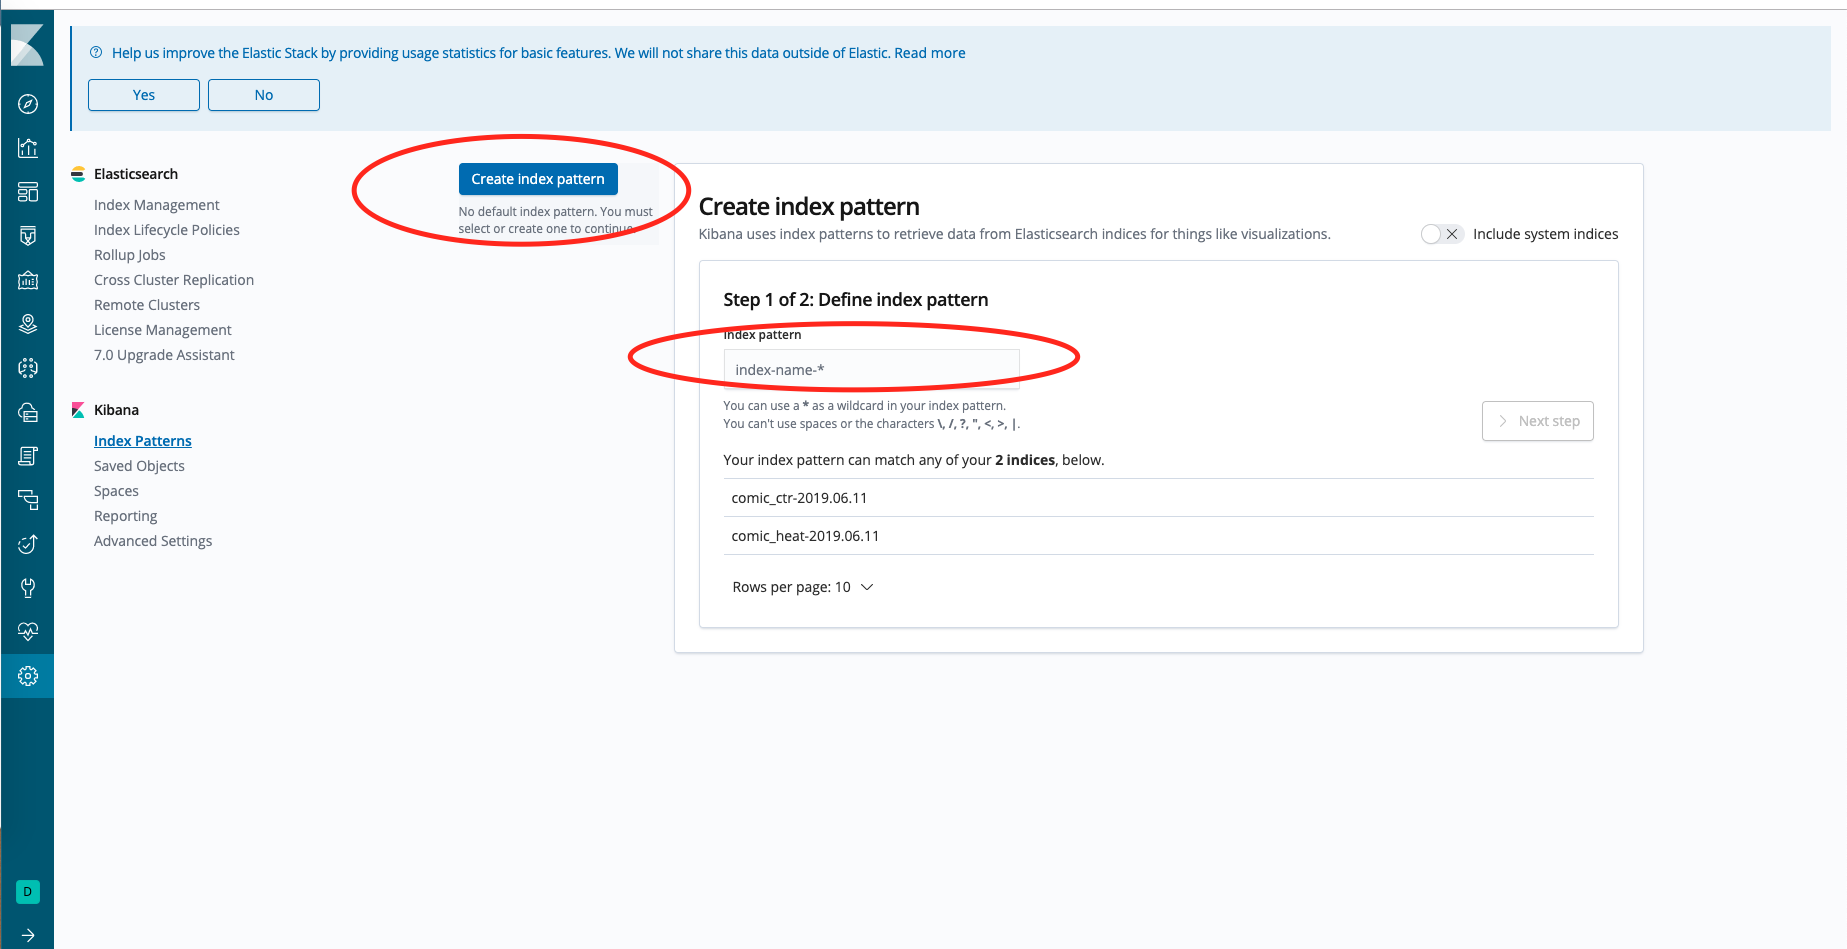 Help us improve the Elastic Stack by providing usage statistics for basic features. We will not share this data outside of Elastic. Read more
Yes
No
Elasticsearch
Index Management
Index Lifecycle Policies
Rollup Jobs
Cross Cluster Replication
Remote Clusters
License Management
7.0 Upgrade Assistant
Kibana
Index Patterns
Saved Objects
Spaces
Reporting
Advanced Settings
D
Create index pattern
No default index pattern. You must
select or create one to continue.
Create index pattern
Kibana uses index patterns to retrieve data from Elasticsearch indices for things like visualizations.
Include system indices
Step 1 of 2: Define index pattern
Index pattern
index-name-*
You can use a * as a wildcard in your index pattern.
You can't use spaces or the characters \, /, ?, ", <, >, |.
Next step
Your index pattern can match any of your 2 indices, below.
comic_ctr-2019.06.11
comic_heat-2019.06.11
Rows per page: 10